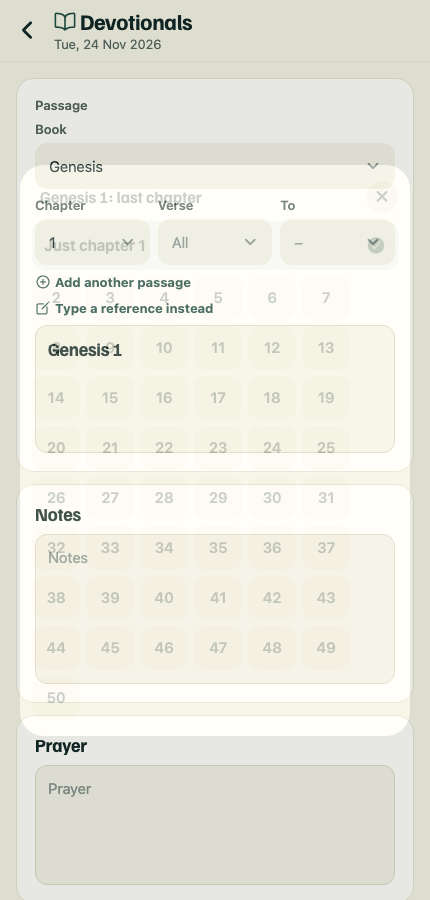 Devotionals
Tue, 24 Nov 2026
Passage
Book
Genesis
Genesis 1: last chapter
Chapter Verse To
1 All –
Just chapter 1
Add another passage
2 3 4 5 6 7
Type a reference instead
Genesis 1
8 9 10 11 12 13
14 15 16 17 18 19
20 21 22 23 24 25
26 27 28 29 30 31
Notes
32 33 34 35 36 37
Notes
38 39 40 41 42 43
44 45 46 47 48 49
50
Prayer
Prayer